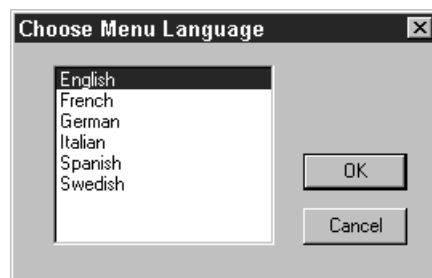 Choose Menu Language
English
French
German
Italian
Spanish
Swedish
OK
Cancel